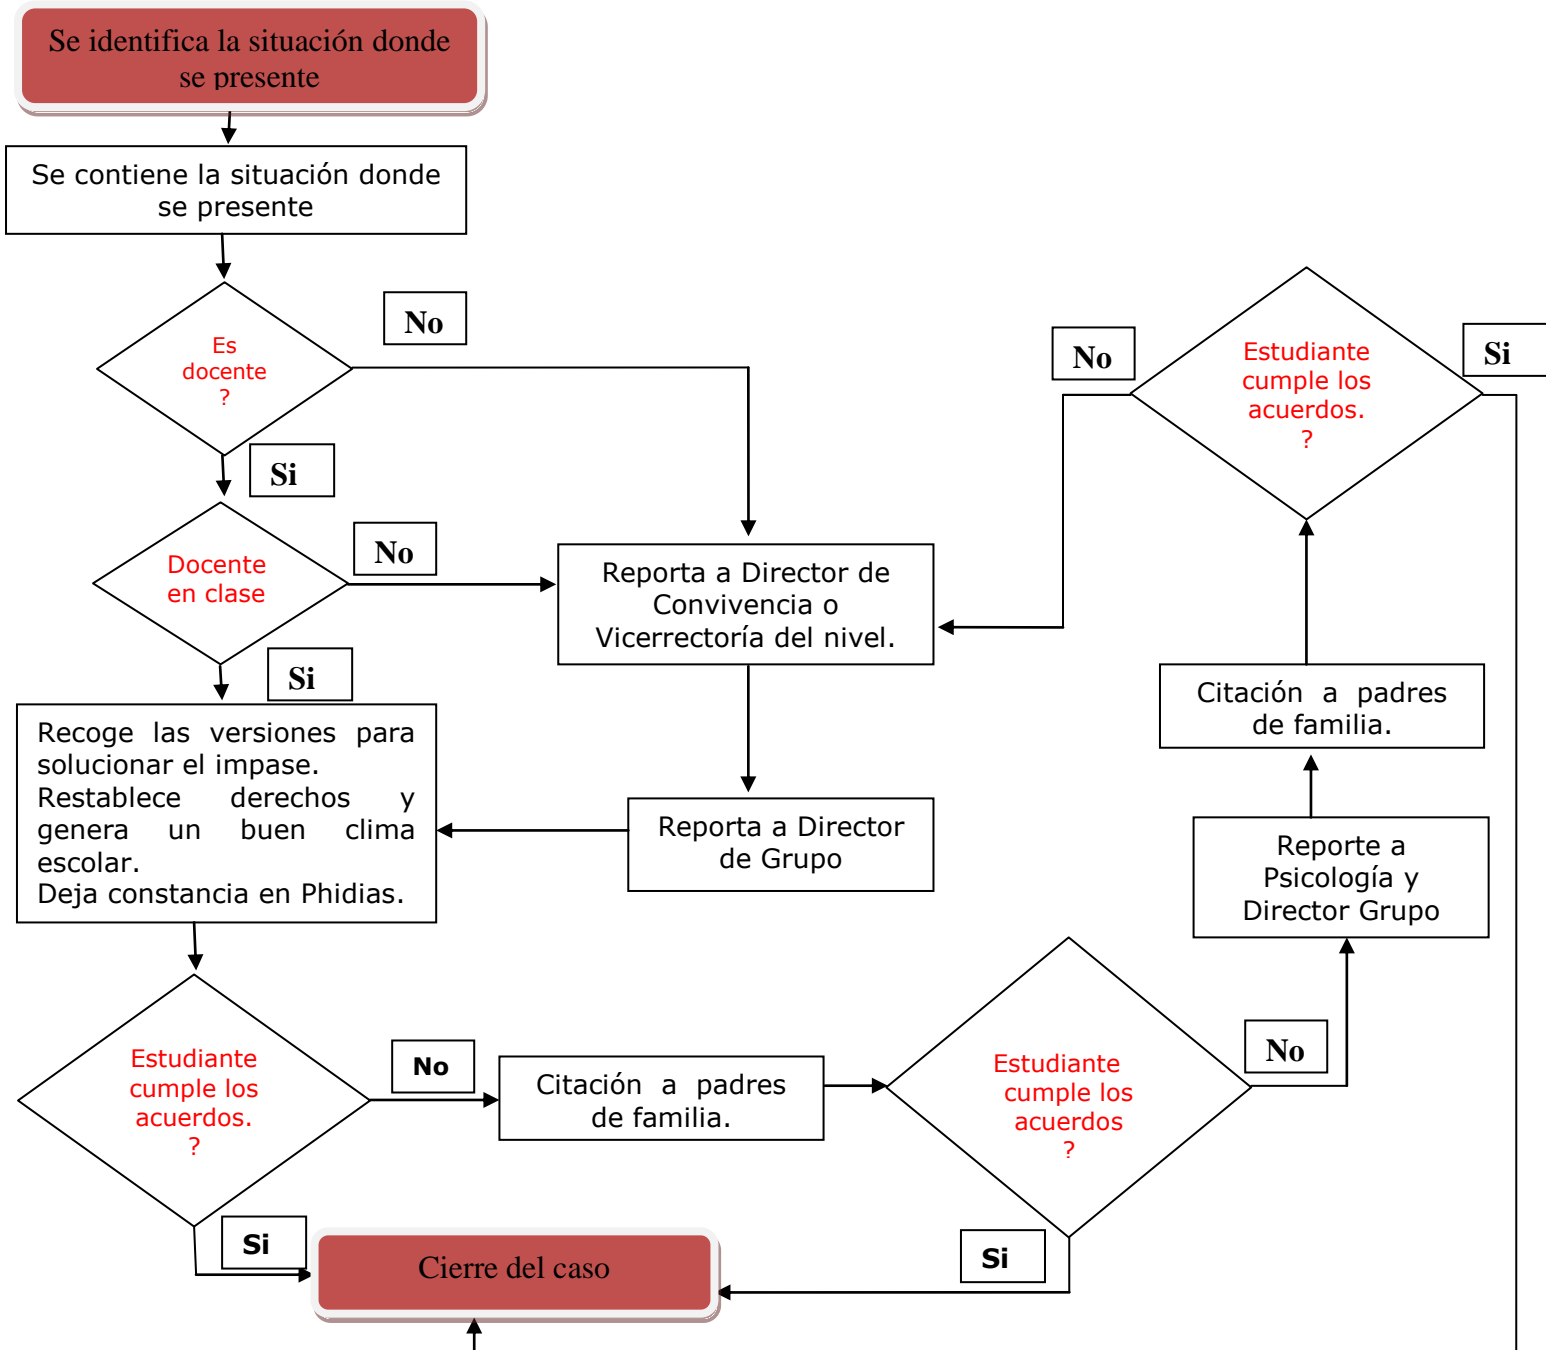 Se identifica la situación donde
se presente
Se contiene la situación donde
se presente
Es
docente
?
No
Si
Docente
en clase
No
Si
Reporta a Director de
Convivencia o
Vicerrectoría del nivel.
Reporta a Director
de Grupo
Recoge las versiones para
solucionar el impase.
Restablece derechos y
genera un buen clima
escolar.
Deja constancia en Phidias.
Estudiante
cumple los
acuerdos.
?
No
Si
Citación a padres
de familia.
Estudiante
cumple los
acuerdos
?
No
Si
Reporte a
Psicología y
Director Grupo
Citación a padres
de familia.
Estudiante
cumple los
acuerdos.
?
No
Si
Cierre del caso